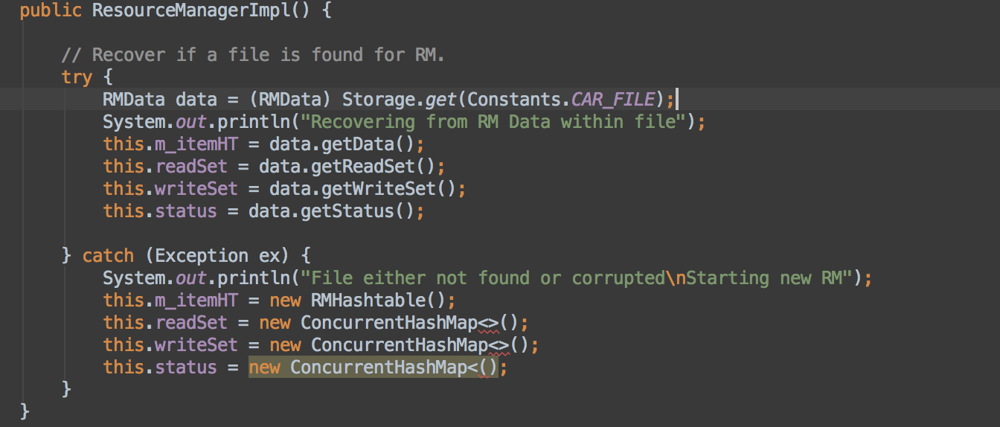 public ResourceManagerImpl() {
// Recover if a file is found for RM.
try {
RMData data = (RMData) Storage.get(Constants.CAR_FILE);
System.out.println("Recovering from RM Data within file");
this.m_itemHT = data.getData();
this.readSet = data.getReadSet();
this.writeSet = data.getWriteSet();
this.status = data.getStatus();
} catch (Exception ex) {
System.out.println("File either not found or corrupted\nStarting new RM");
this.m_itemHT = new RMHashtable();
this.readSet = new ConcurrentHashMap<>();
this.writeSet = new ConcurrentHashMap<>();
this.status = new ConcurrentHashMap<();
}
}